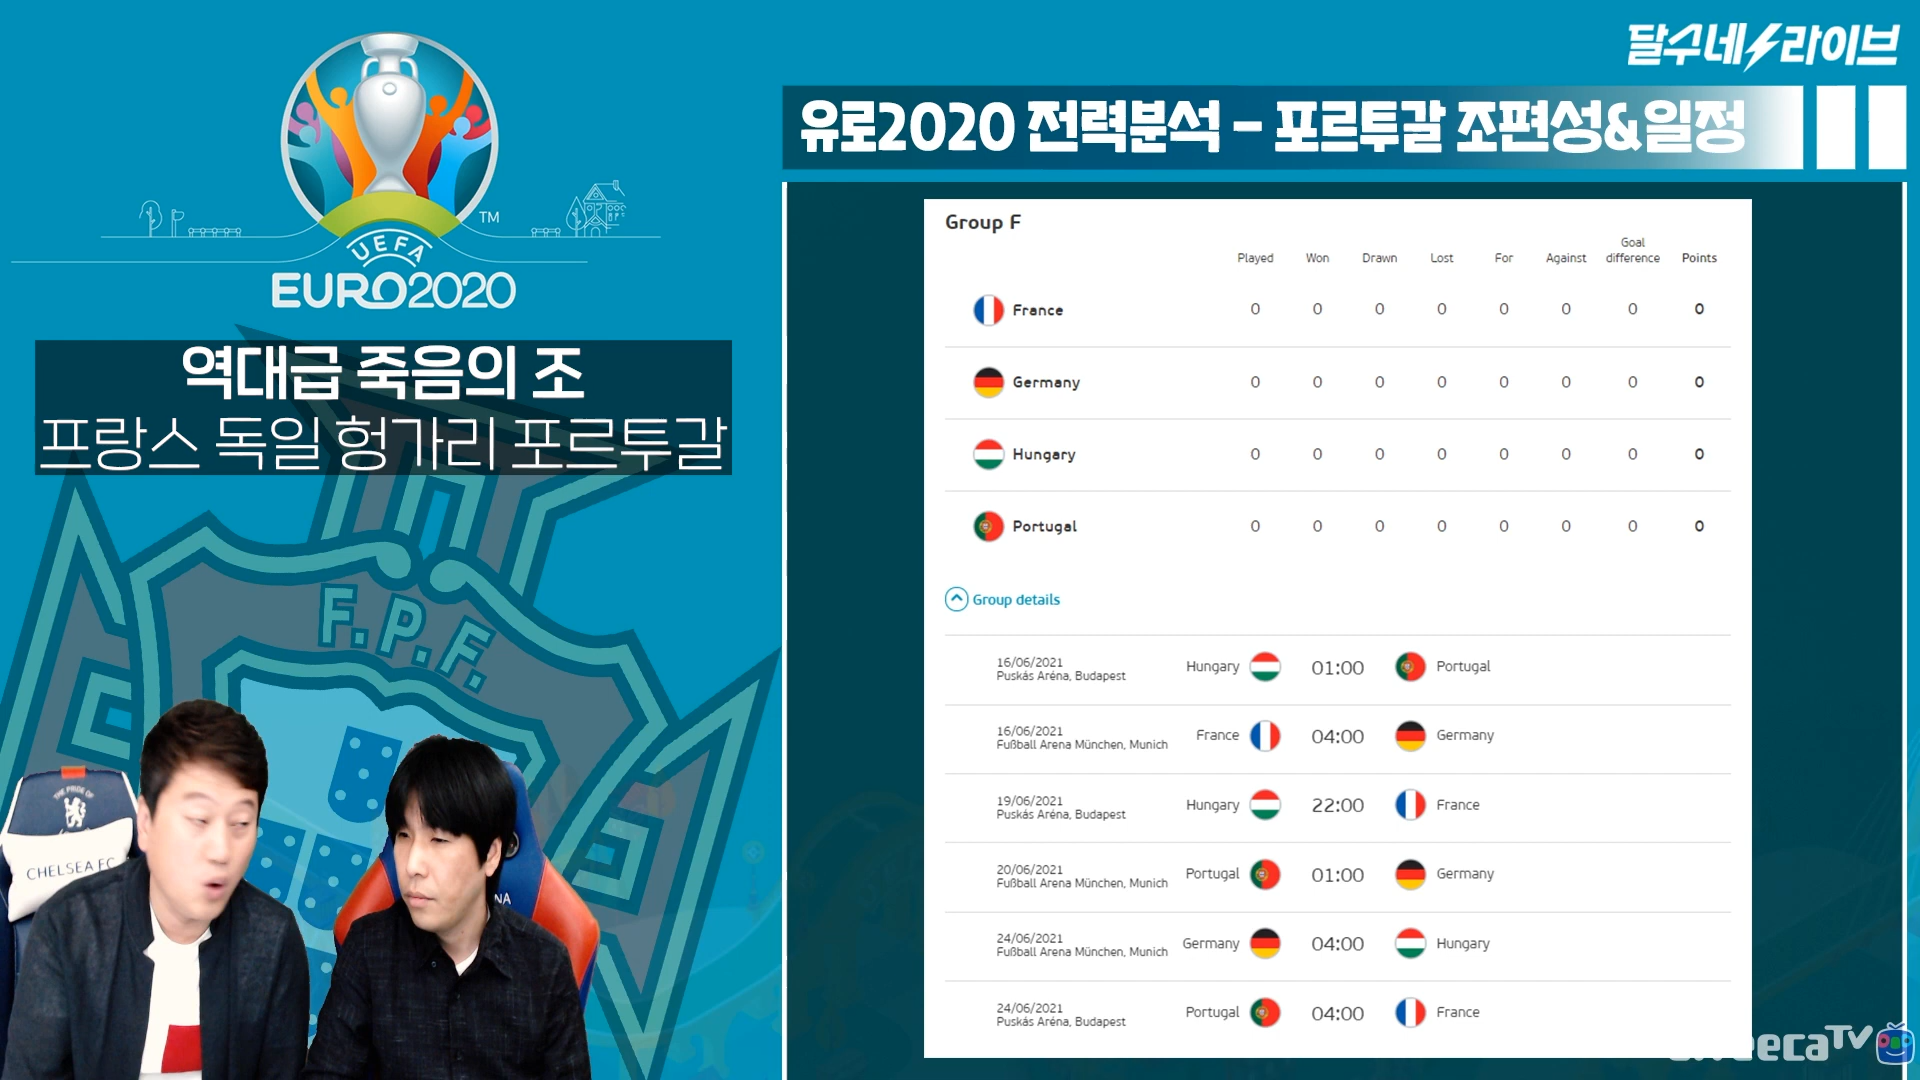 달수네라이브
유로2020 전력분석 - 포르투갈 조편성&일정
TM
UEFA
EURO2020
역대급 죽음의 조
프랑스 독일 헝가리 포르투갈
F.P.F.
THE PRIDE OF
CHELSEA FC
NA
Group F
Played Won Drawn Lost For Against Goal difference Points
France 0 0 0 0 0 0 0 0
Germany 0 0 0 0 0 0 0 0
Hungary 0 0 0 0 0 0 0 0
Portugal 0 0 0 0 0 0 0 0
Group details
16/06/2021
Puskás Aréna, Budapest
Hungary 01:00 Portugal
16/06/2021
Fußball Arena München, Munich
France 04:00 Germany
19/06/2021
Puskás Aréna, Budapest
Hungary 22:00 France
20/06/2021
Fußball Arena München, Munich
Portugal 01:00 Germany
24/06/2021
Fußball Arena München, Munich
Germany 04:00 Hungary
24/06/2021
Puskás Aréna, Budapest
Portugal 04:00 France